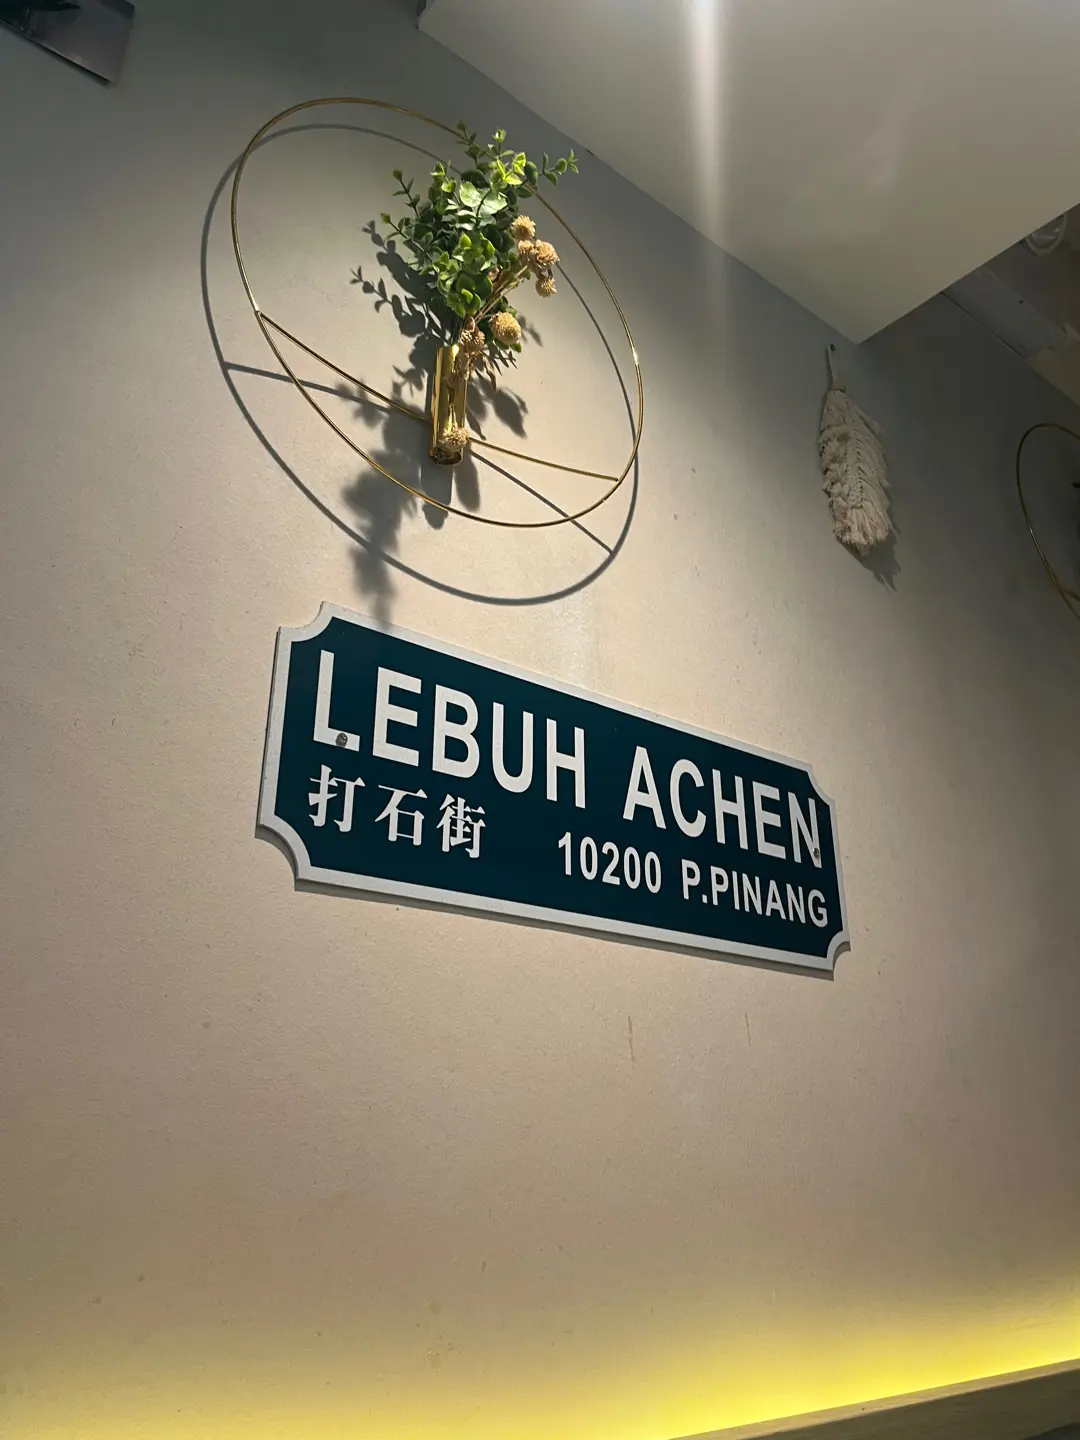 LEBUH ACHEN
打石街
10200 P.PINANG